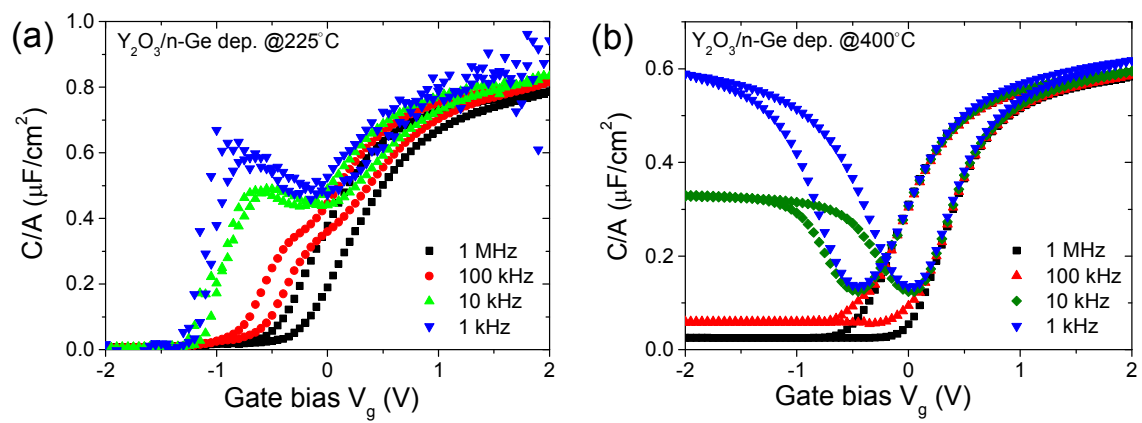 (a)
Y₂O₃/n-Ge dep. @225°C
C/A (μF/cm²)
1.0
0.8
0.6
0.4
0.2
0.0
1 MHz
100 kHz
10 kHz
1 kHz
-2 -1 0 1 2
Gate bias V_g (V)
(b)
Y₂O₃/n-Ge dep. @400°C
C/A (μF/cm²)
0.6
0.4
0.2
0.0
1 MHz
100 kHz
10 kHz
1 kHz
-2 -1 0 1 2
Gate bias V_g (V)